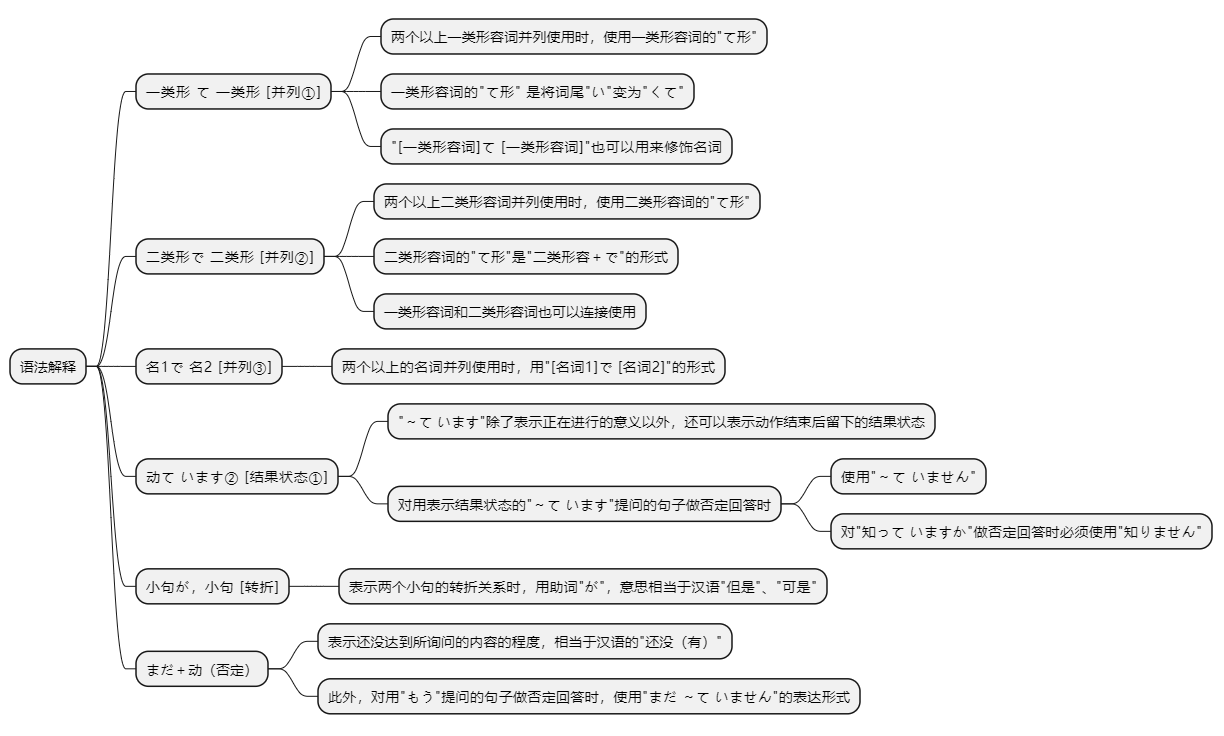 语法解释
一类形 て 一类形 [并列①]
两个以上一类形容词并列使用时，使用一类形容词的"て形"
一类形容词的"て形" 是将词尾"い"变为"くて"
"[一类形容词]て [一类形容词]"也可以用来修饰名词
二类形で 二类形 [并列②]
两个以上二类形容词并列使用时，使用二类形容词的"て形"
二类形容词的"て形"是"二类形容 + で"的形式
一类形容词和二类形容词也可以连接使用
名1で 名2 [并列③]
两个以上的名词并列使用时，用"[名词1]で [名词2]"的形式
动て います② [结果状态①]
"～て います"除了表示正在进行的意义以外，还可以表示动作结束后留下的结果状态
对用表示结果状态的"～て います"提问的句子做否定回答时
使用"～て いません"
对"知って いますか"做否定回答时必须使用"知りません"
小句が，小句 [转折]
表示两个小句的转折关系时，用助词"が"，意思相当于汉语"但是"、"可是"
まだ + 动（否定）
表示还没达到所询问的内容的程度，相当于汉语的"还没（有）"
此外，对用"もう"提问的句子做否定回答时，使用"まだ ～て いません"的表达形式